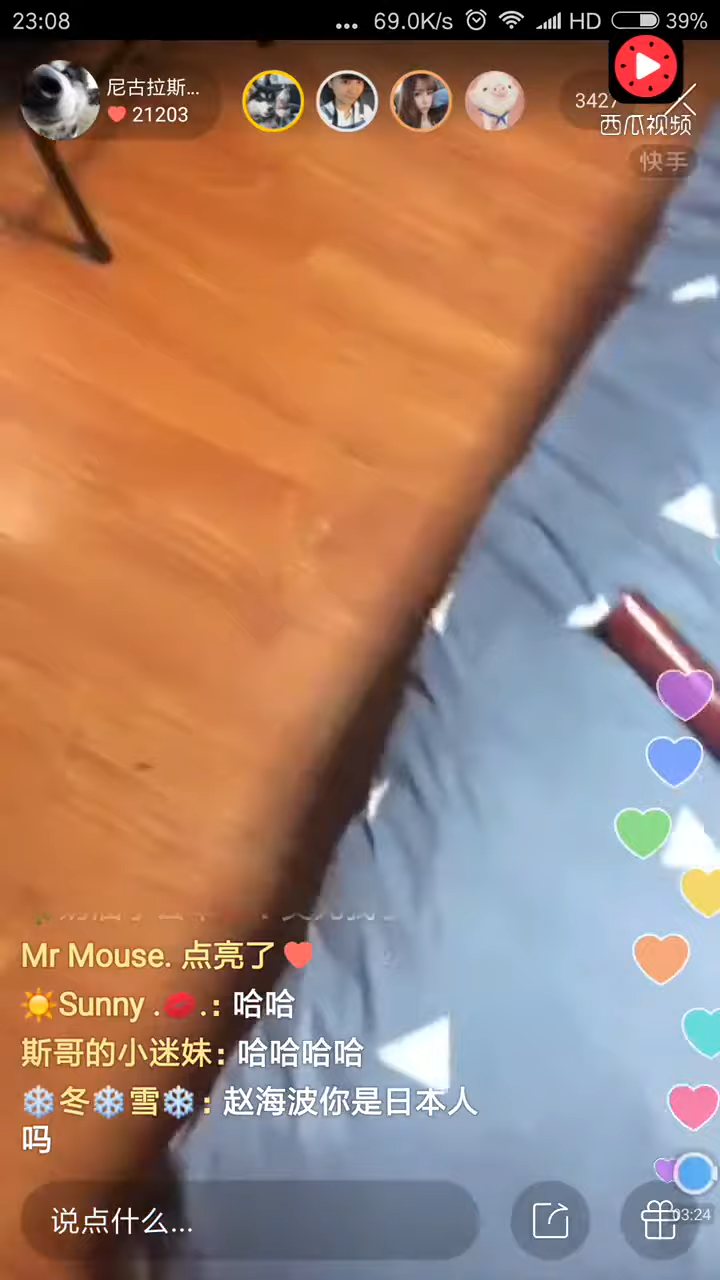 23:08
... 69.0K/s HD 39%
尼古拉斯...
21203
3427
西瓜视频
快手
Mr Mouse. 点亮了
Sunny .💋.: 哈哈
斯哥的小迷妹: 哈哈哈哈
❄冬❄雪❄: 赵海波你是日本人
吗
说点什么...
03:24